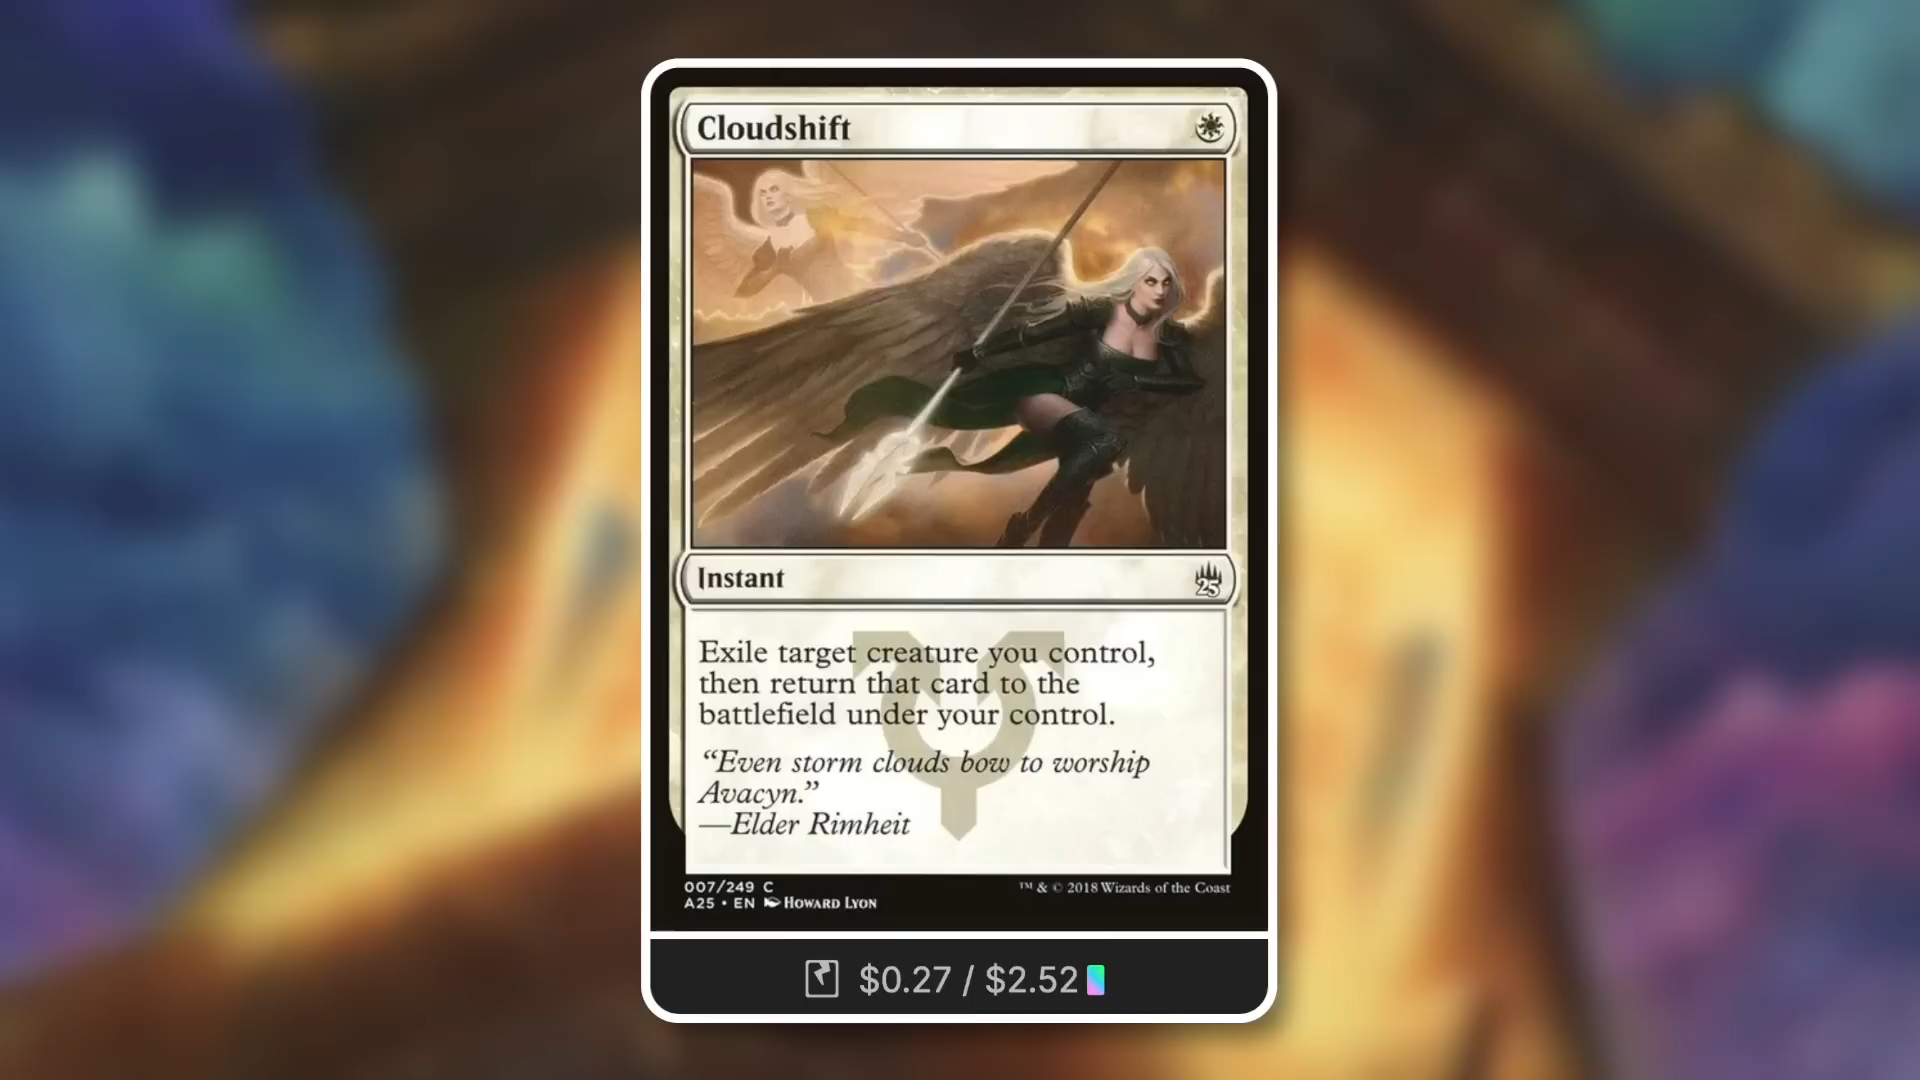 Cloudshift
Instant
25
Exile target creature you control,
then return that card to the
battlefield under your control.
“Even storm clouds bow to worship
Avacyn.”
—Elder Rimheit
007/249 C
A25 • EN Howard Lyon
™ & © 2018 Wizards of the Coast
$0.27 / $2.52